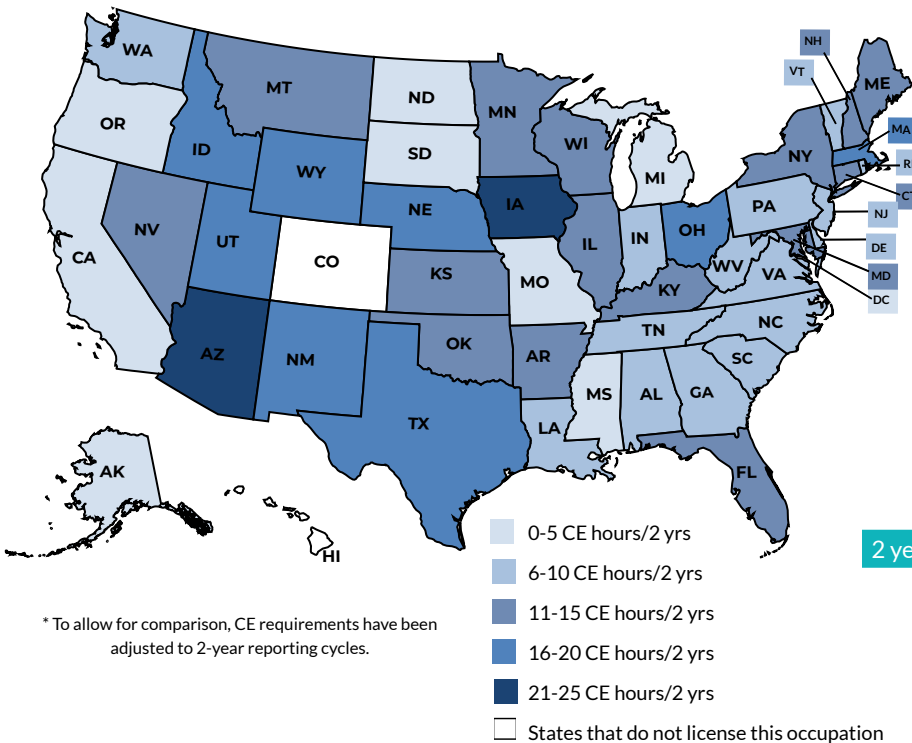 NH
WA
VT
ME
MT
ND
MN
OR
MA
WI
NY
ID
SD
R
WY
MI
CT
PA
IA
NE
NJ
NV
OH
IL
IN
UT
DE
CA
CO
WV
VA
MD
KS
MO
KY
DC
NC
TN
OK
AZ
AR
SC
NM
MS
AL
GA
TX
LA
AK
FL
HI
0-5 CE hours/2 yrs
6-10 CE hours/2 yrs
11-15 CE hours/2 yrs
16-20 CE hours/2 yrs
21-25 CE hours/2 yrs
States that do not license this occupation
2 ye
* To allow for comparison, CE requirements have been
adjusted to 2-year reporting cycles.